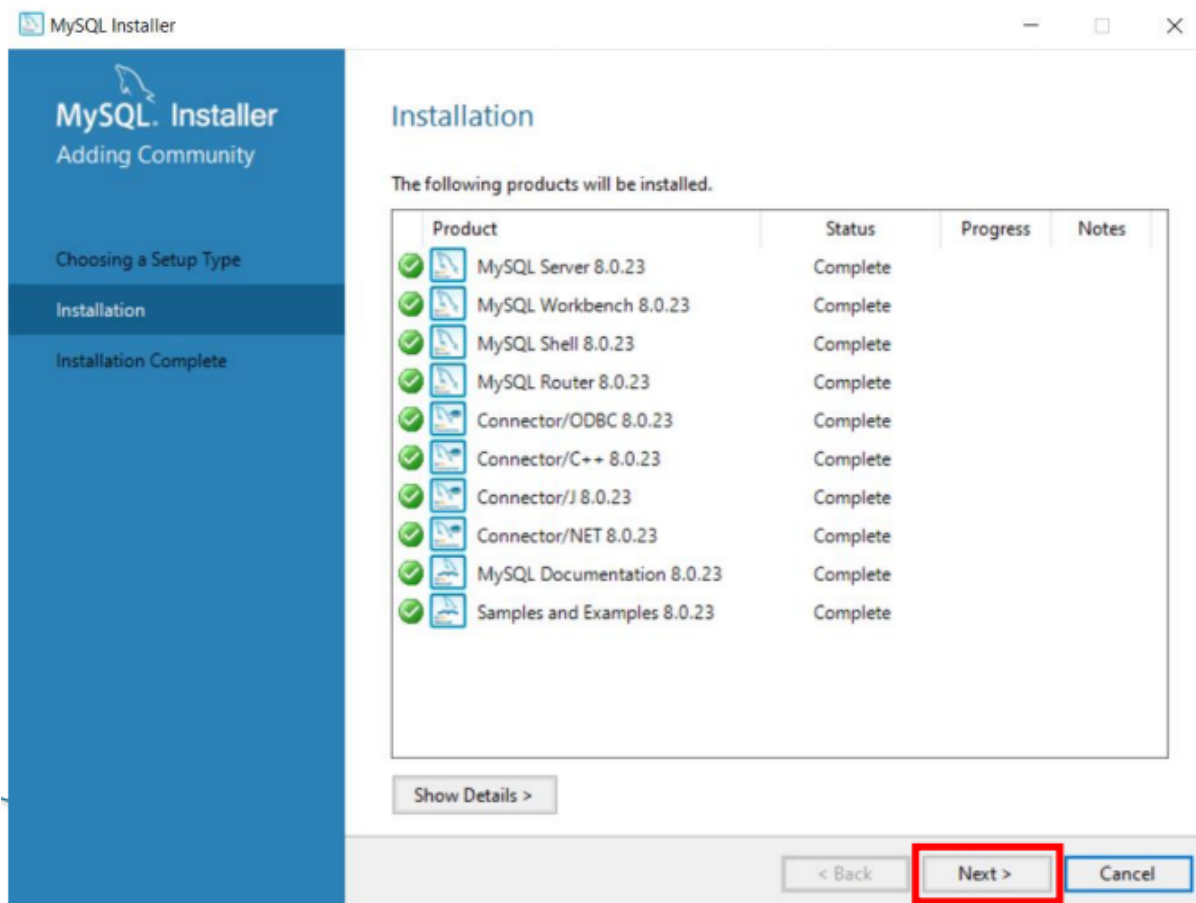 MySQL Installer
MySQL. Installer
Adding Community
Choosing a Setup Type
Installation
Installation Complete
Installation
The following products will be installed.
Product Status Progress Notes
MySQL Server 8.0.23 Complete
MySQL Workbench 8.0.23 Complete
MySQL Shell 8.0.23 Complete
MySQL Router 8.0.23 Complete
Connector/ODBC 8.0.23 Complete
Connector/C++ 8.0.23 Complete
Connector/J 8.0.23 Complete
Connector/NET 8.0.23 Complete
MySQL Documentation 8.0.23 Complete
Samples and Examples 8.0.23 Complete
Show Details >
< Back Next > Cancel